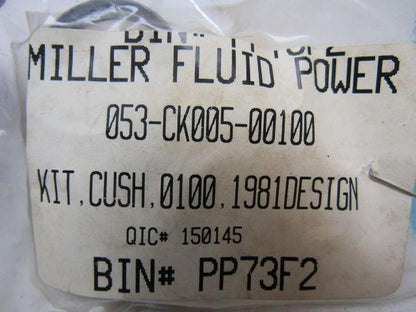 MILLER FLUID POWER
053-CK005-00100
KIT,CUSH,0100,1981DESIGN
QIC# 150145
BIN# PP73F2